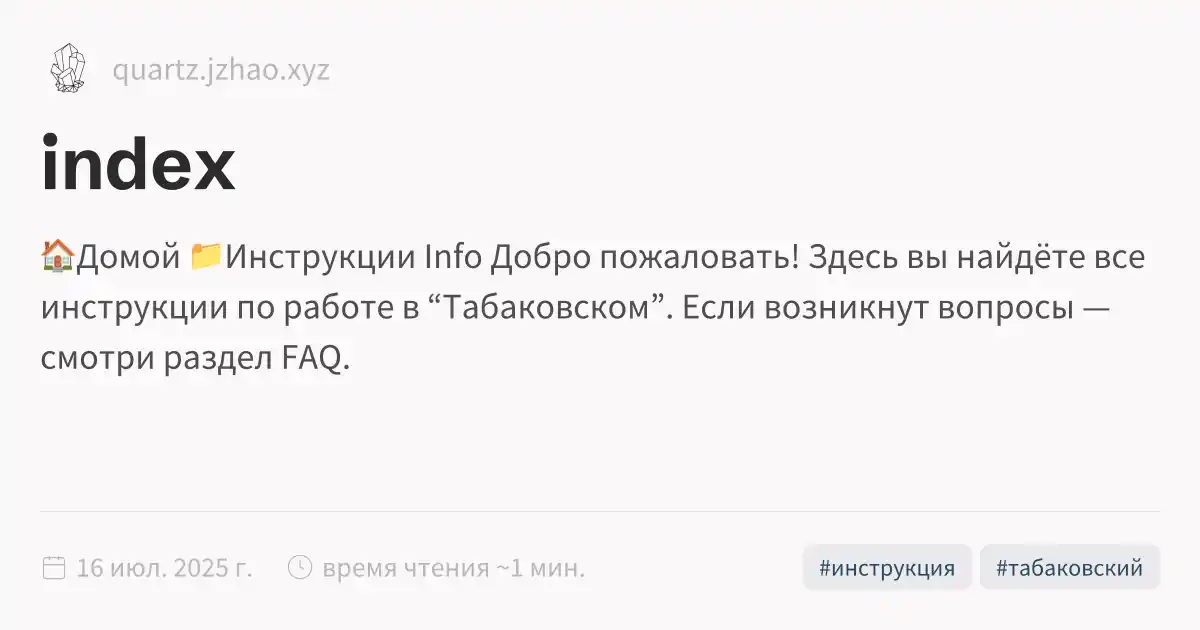 quartz.jzhao.xyz
index
🏠Домой 📁Инструкции Info Добро пожаловать! Здесь вы найдёте все
инструкции по работе в “Табаковском”. Если возникнут вопросы —
смотри раздел FAQ.
16 июл. 2025 г. время чтения ~1 мин. #инструкция #табаковский